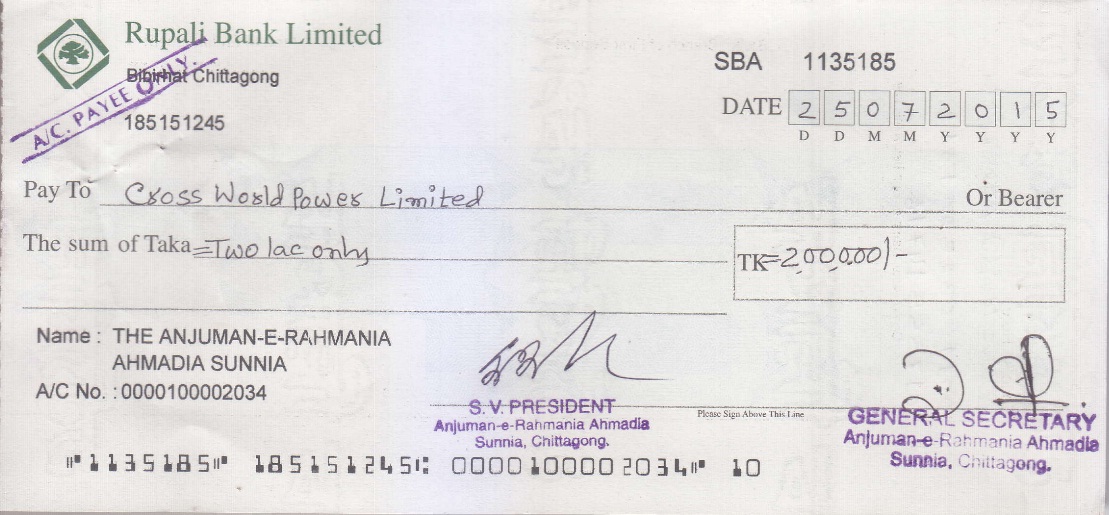 Rupali Bank Limited
Bibirhat Chittagong
A/C. PAYEE ONLY.
185151245
SBA 1135185
DATE 2 5 0 7 2 0 1 5
D D M M Y Y Y Y
Pay To Cross World Power Limited Or Bearer
The sum of Taka =Two lac only
TK=2,00,000/-
Name : THE ANJUMAN-E-RAHMANIA
AHMADIA SUNNIA
A/C No. : 0000100002034
S.V. PRESIDENT
Anjuman-e-Rahmania Ahmadia
Sunnia, Chittagong.
Please Sign Above This Line
GENERAL SECRETARY
Anjuman-e-Rahmania Ahmadia
Sunnia, Chittagong.
⑈1135185⑈ 185151245⑆ 0000100002034⑈ 10